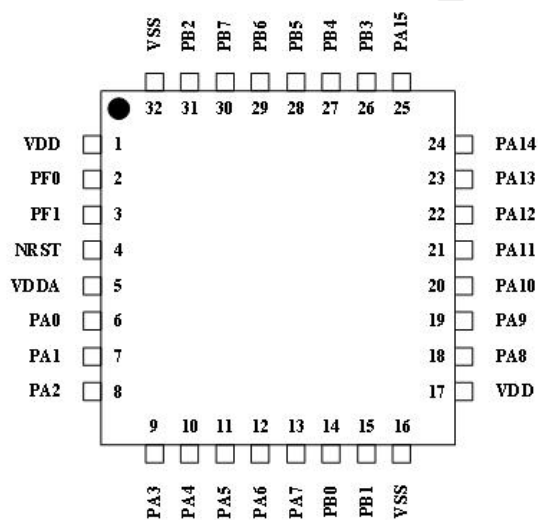 VSS PB2 PB7 PB6 PB5 PB4 PB3 PA15
32 31 30 29 28 27 26 25
VDD 1 24 PA14
PF0 2 23 PA13
PF1 3 22 PA12
NRST 4 21 PA11
VDDA 5 20 PA10
PA0 6 19 PA9
PA1 7 18 PA8
PA2 8 17 VDD
9 10 11 12 13 14 15 16
PA3 PA4 PA5 PA6 PA7 PB0 PB1 VSS